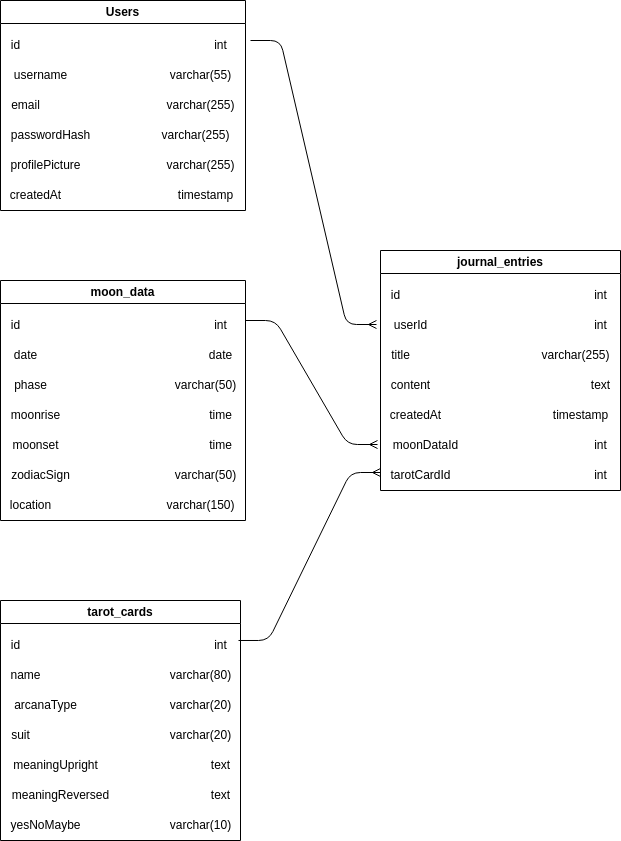 Users
id int
username varchar(55)
email varchar(255)
passwordHash varchar(255)
profilePicture varchar(255)
createdAt timestamp
moon_data
id int
date date
phase varchar(50)
moonrise time
moonset time
zodiacSign varchar(50)
location varchar(150)
tarot_cards
id int
name varchar(80)
arcanaType varchar(20)
suit varchar(20)
meaningUpright text
meaningReversed text
yesNoMaybe varchar(10)
journal_entries
id int
userId int
title varchar(255)
content text
createdAt timestamp
moonDataId int
tarotCardId int